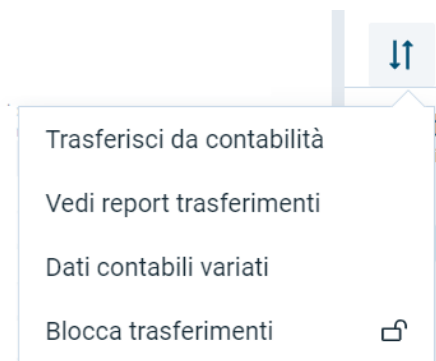 Trasferisci da contabilità
Vedi report trasferimenti
Dati contabili variati
Blocca trasferimenti